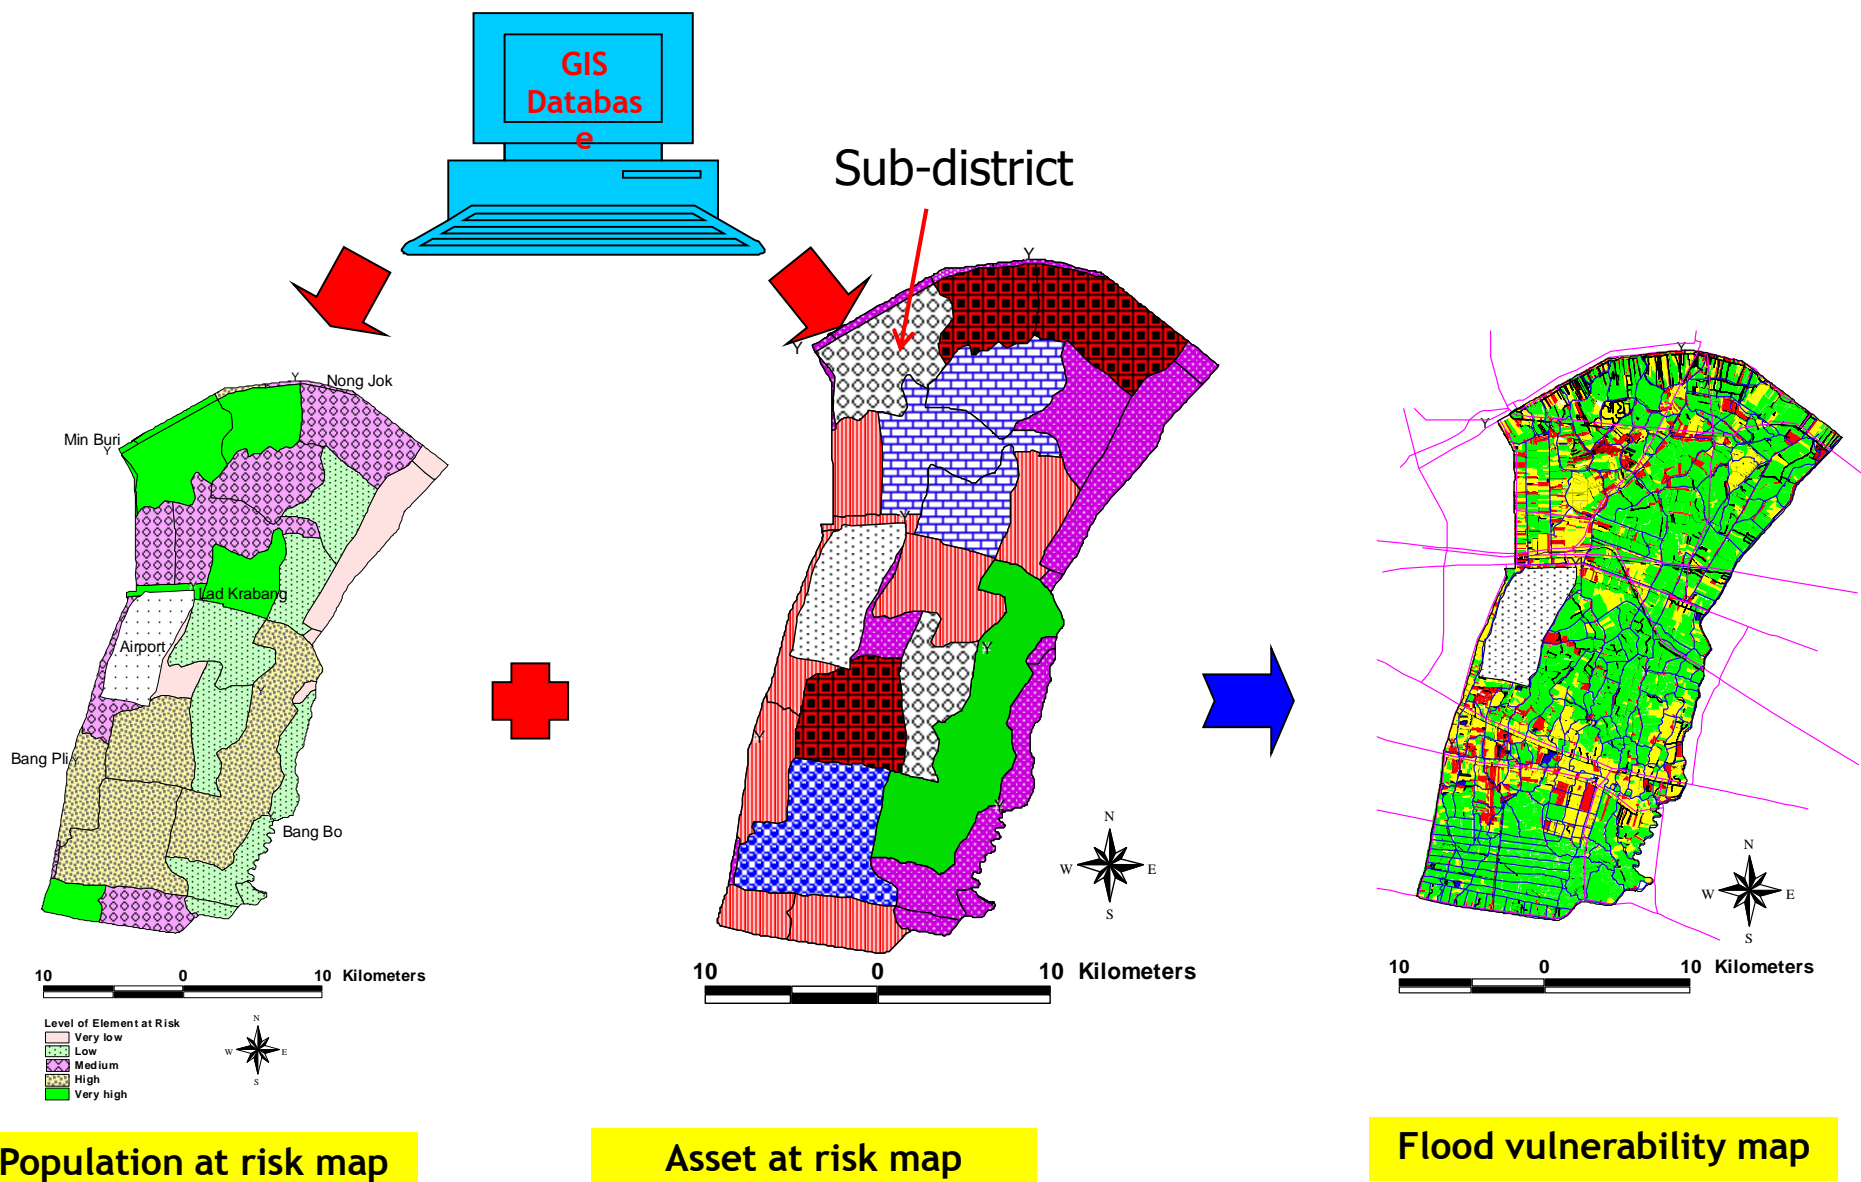 GIS
Databas
e
Sub-district
Y
Y
Y
Y
Y
Y
Y
Nong Jok
Min Buri
Y
Lad Krabang
Airport
Y
Bang Pli
Y
Bang Bo
Y
Y
Y
Y
Y
N
W
E
S
N
W
E
S
10 0 10 Kilometers
10 0 10 Kilometers
10 0 10 Kilometers
Level of Element at Risk
Very low
Low
Medium
High
Very high
N
W
E
S
Population at risk map
Asset at risk map
Flood vulnerability map